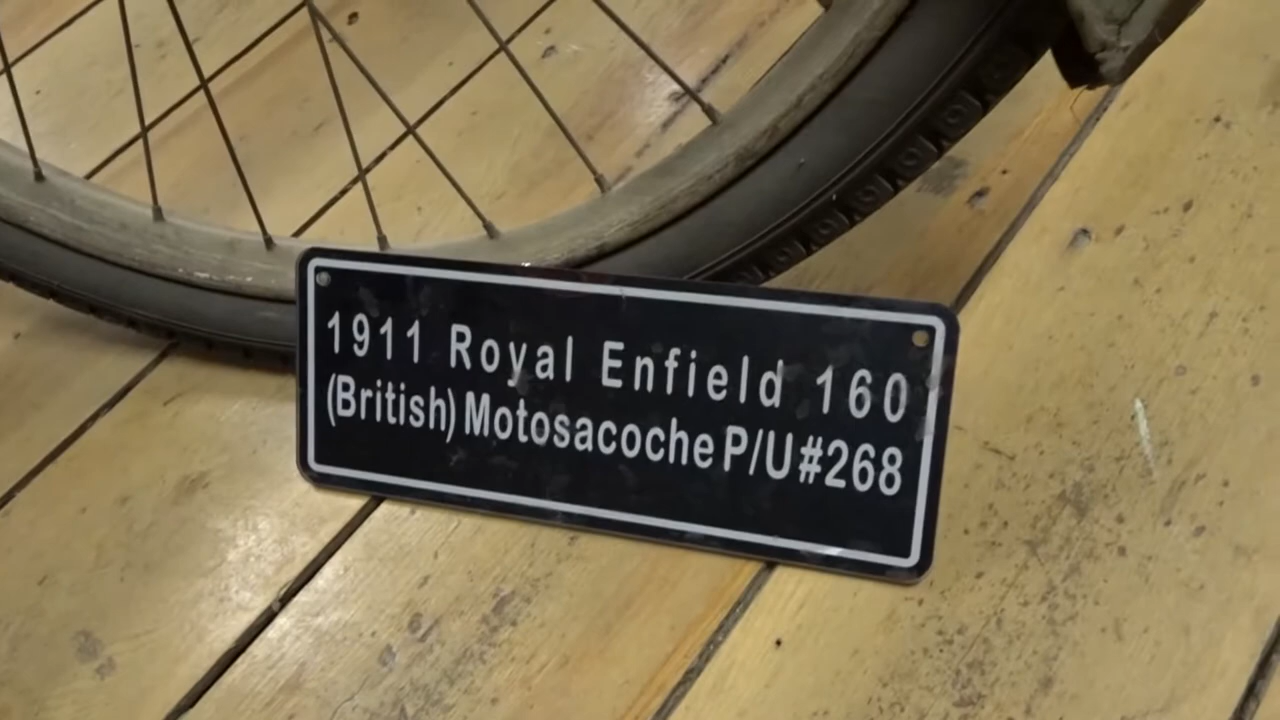 1911 Royal Enfield 160
(British) Motosacoche P/U #268